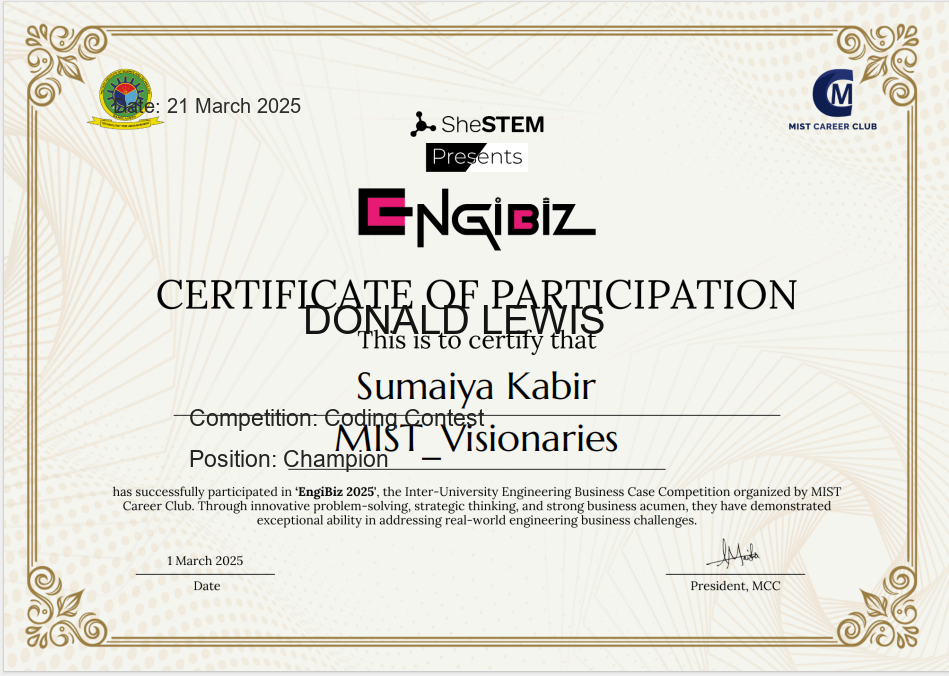 Date: 21 March 2025
MIST CAREER CLUB
SheSTEM
Presents
ENGiBiZ
CERTIFICATE OF PARTICIPATION
DONALD LEWIS
This is to certify that
Sumaiya Kabir
Competition: Coding Contest
MIST_Visionaries
Position: Champion
has successfully participated in ‘EngiBiz 2025’, the Inter-University Engineering Business Case Competition organized by MIST
Career Club. Through innovative problem-solving, strategic thinking, and strong business acumen, they have demonstrated
exceptional ability in addressing real-world engineering business challenges.
1 March 2025
Date
President, MCC